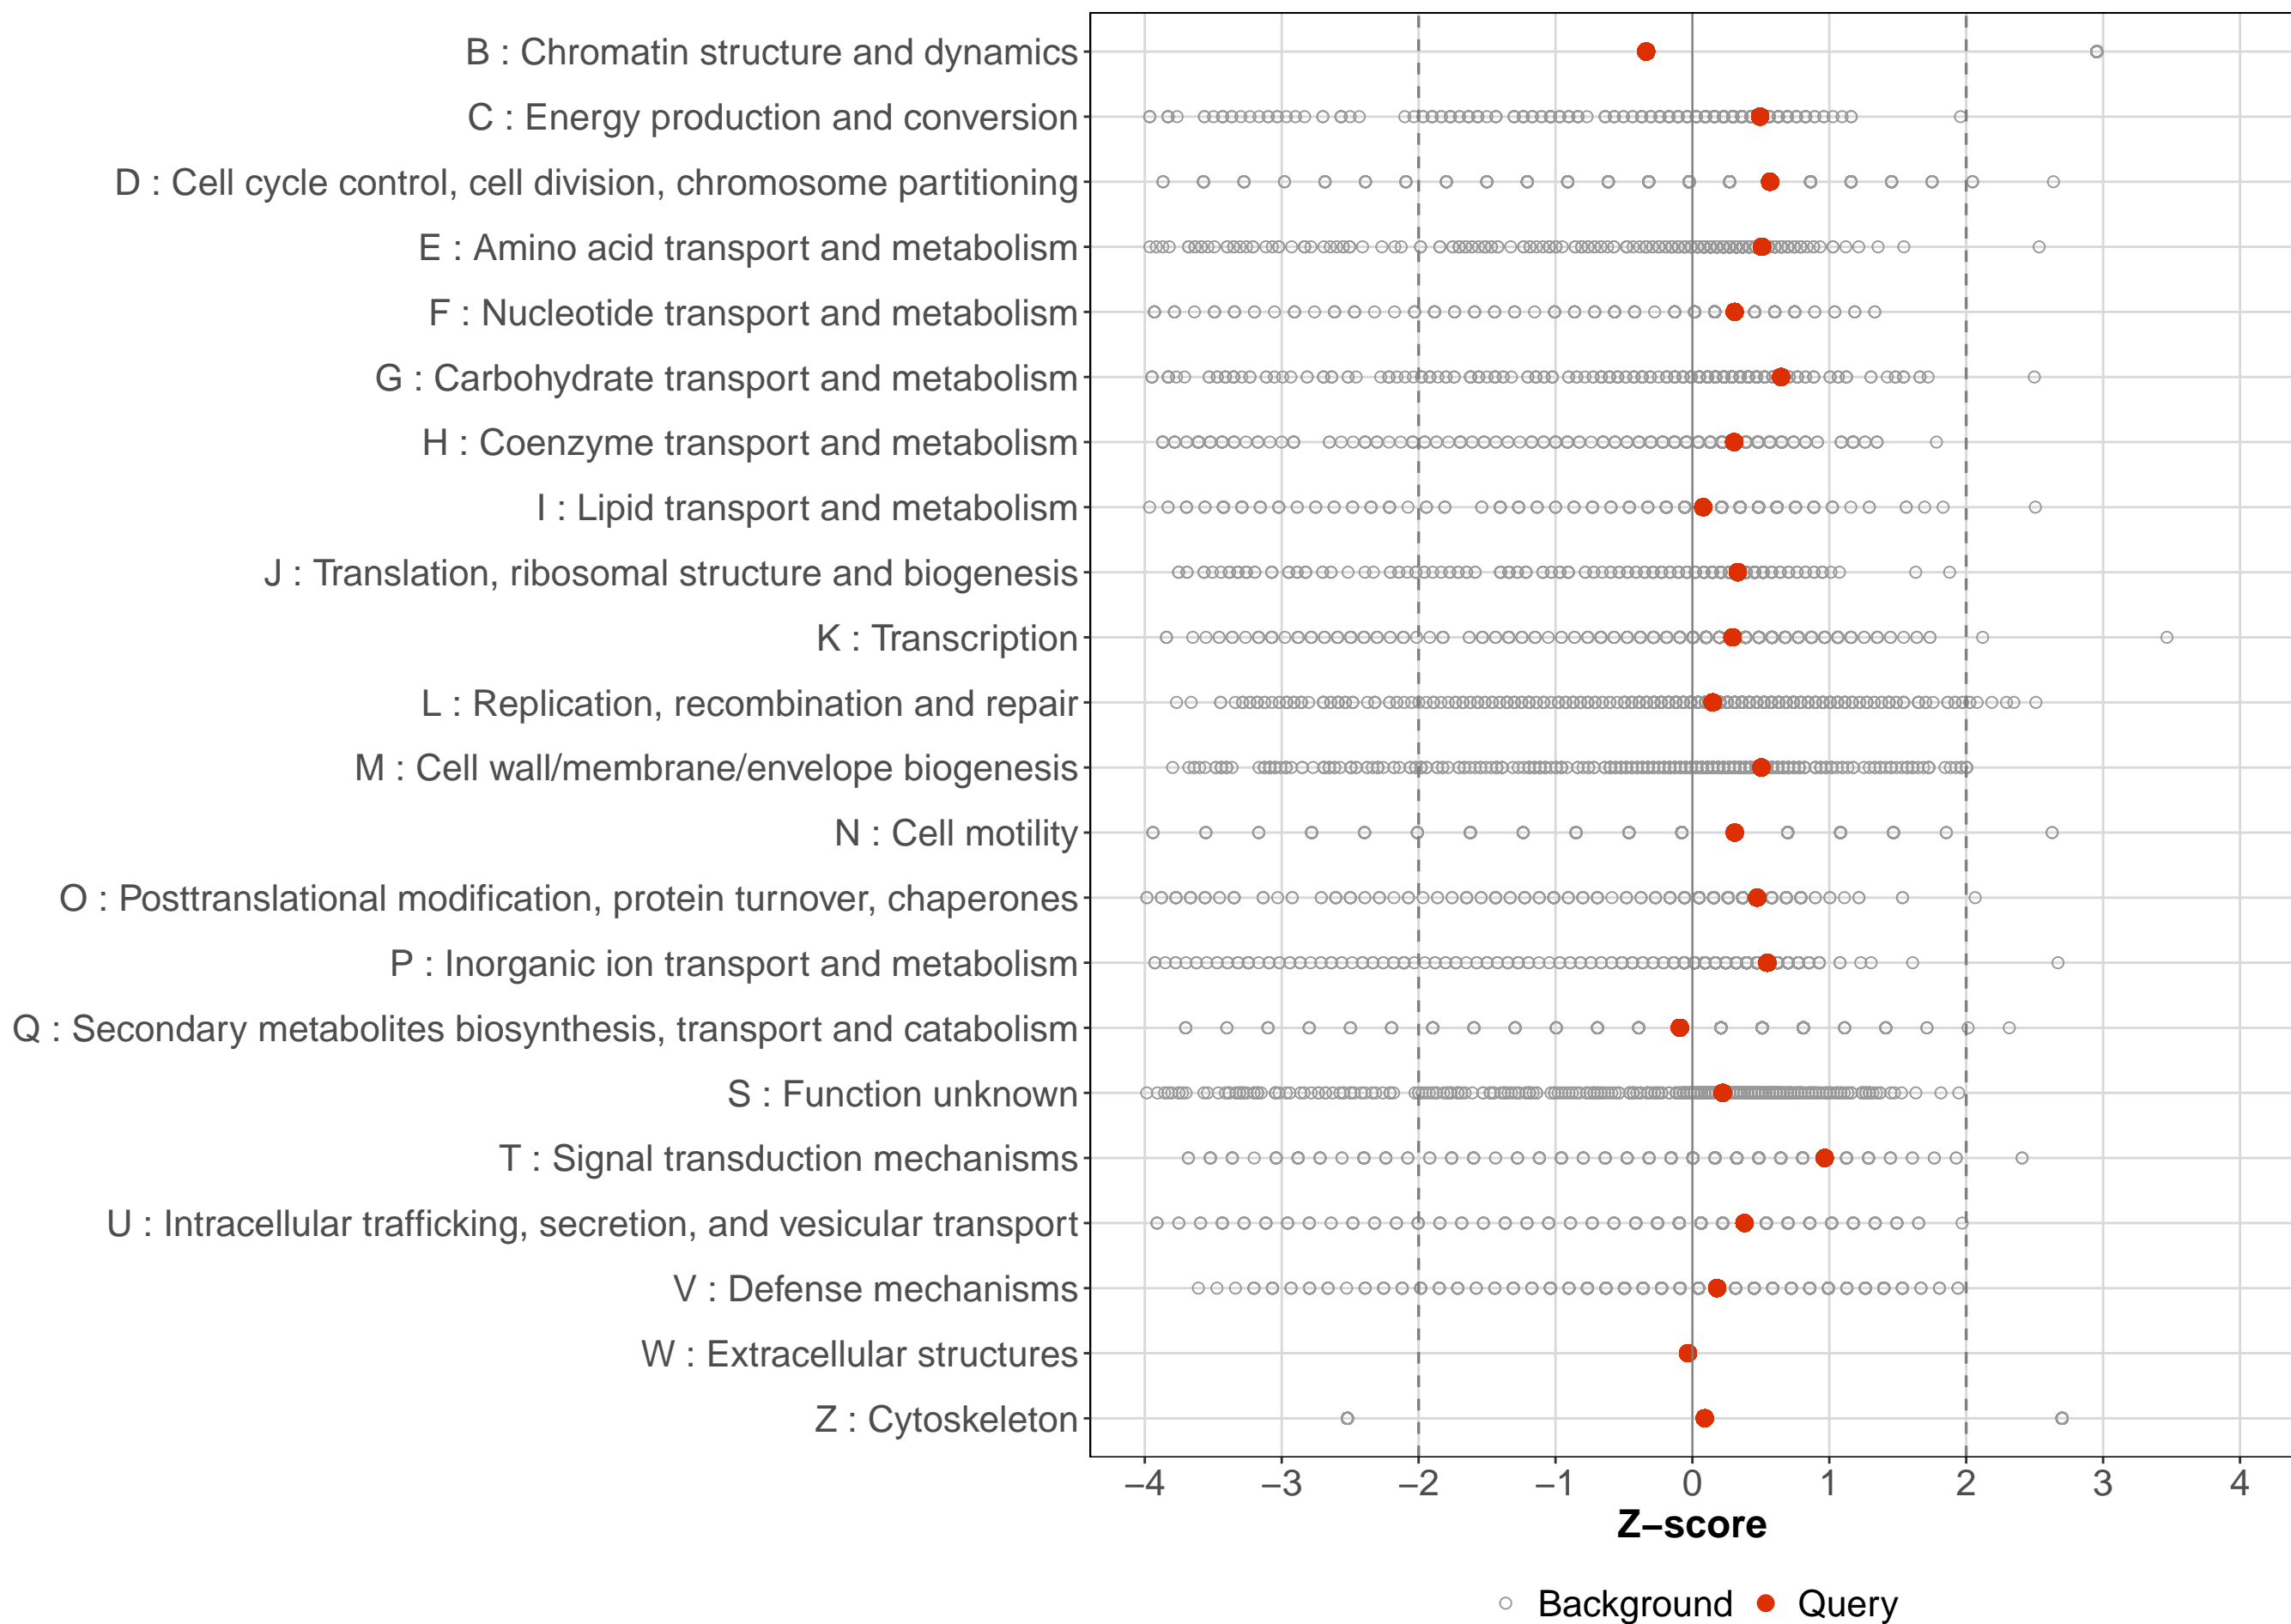 B : Chromatin structure and dynamics
C : Energy production and conversion
D : Cell cycle control, cell division, chromosome partitioning
E : Amino acid transport and metabolism
F : Nucleotide transport and metabolism
G : Carbohydrate transport and metabolism
H : Coenzyme transport and metabolism
I : Lipid transport and metabolism
J : Translation, ribosomal structure and biogenesis
K : Transcription
L : Replication, recombination and repair
M : Cell wall/membrane/envelope biogenesis
N : Cell motility
O : Posttranslational modification, protein turnover, chaperones
P : Inorganic ion transport and metabolism
Q : Secondary metabolites biosynthesis, transport and catabolism
S : Function unknown
T : Signal transduction mechanisms
U : Intracellular trafficking, secretion, and vesicular transport
V : Defense mechanisms
W : Extracellular structures
Z : Cytoskeleton
−4 −3 −2 −1 0 1 2 3 4
Z−score
Background Query